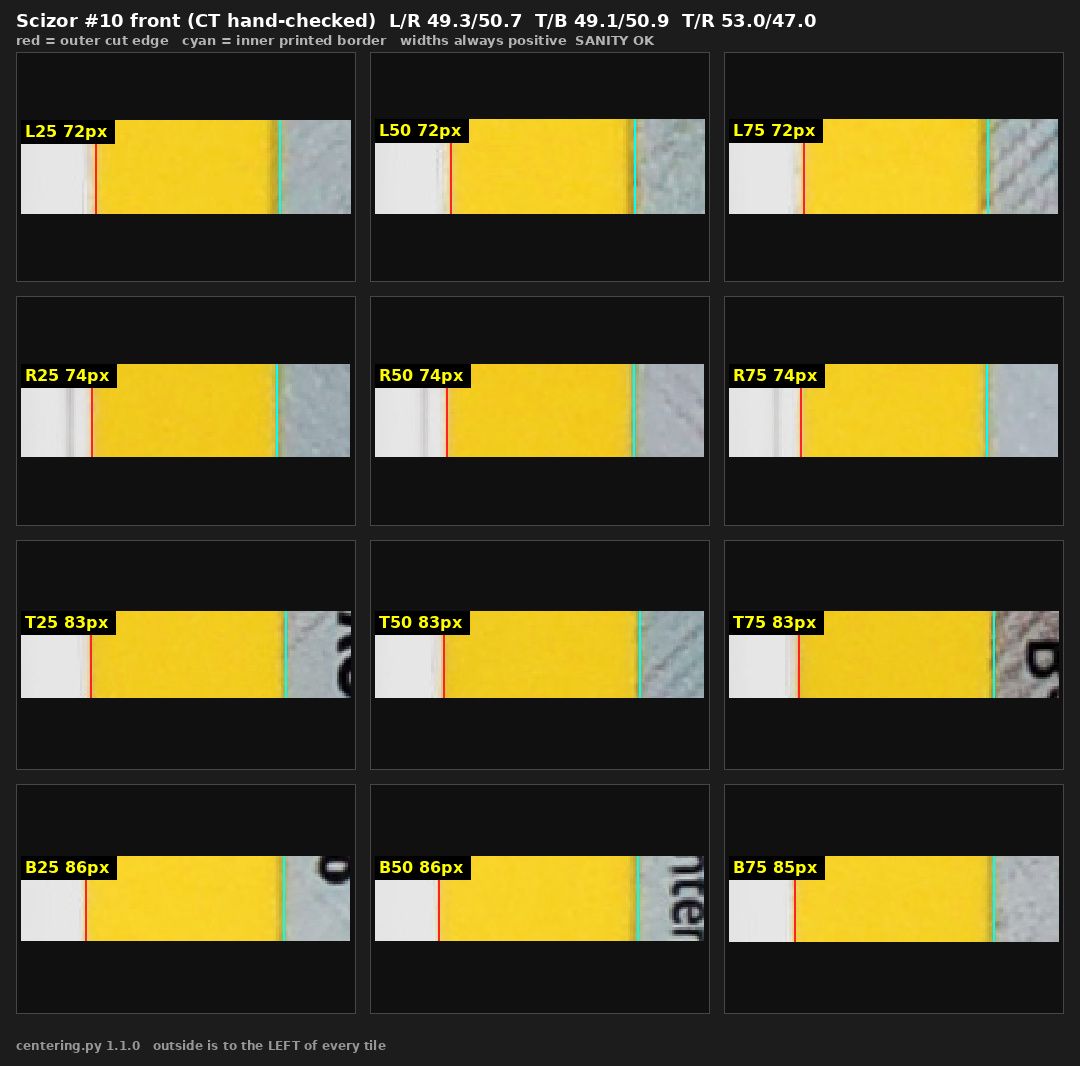 Scizor #10 front (CT hand-checked)  L/R 49.3/50.7  T/B 49.1/50.9  T/R 53.0/47.0
red = outer cut edge   cyan = inner printed border   widths always positive  SANITY OK
L25 72px
L50 72px
L75 72px
R25 74px
R50 74px
R75 74px
T25 83px
T50 83px
T75 83px
B25 86px
B50 86px
nter
B75 85px
centering.py 1.1.0   outside is to the LEFT of every tile